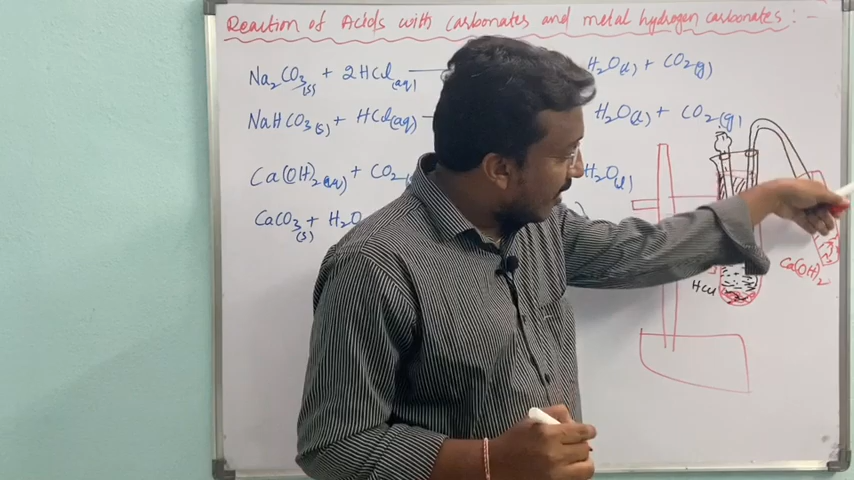 Reaction of Acids with carbonates and metal hydrogen carbonates : -
Na2CO3(s) + 2HCl(aq) H2O(l) + CO2(g)
NaHCO3(s) + HCl(aq) H2O(l) + CO2(g)
Ca(OH)2(aq) + CO2 H2O(l)
CaCO3(s) + H2O
Ca(OH)2
HCl